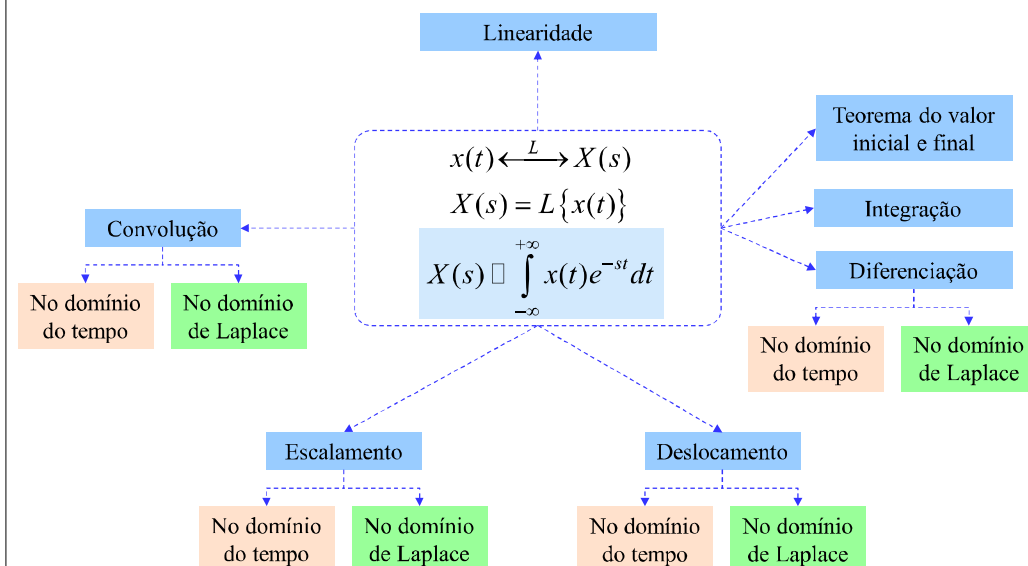 Linearidade
Teorema do valor
inicial e final
x(t) ⟷ᴸ X(s)
X(s) = L{x(t)}
Integração
Convolução
X(s) □ ∫_{-∞}^{+∞} x(t)e^{-st}dt
Diferenciação
No domínio
do tempo
No domínio
de Laplace
No domínio
do tempo
No domínio
de Laplace
Escalamento
Deslocamento
No domínio
do tempo
No domínio
de Laplace
No domínio
do tempo
No domínio
de Laplace